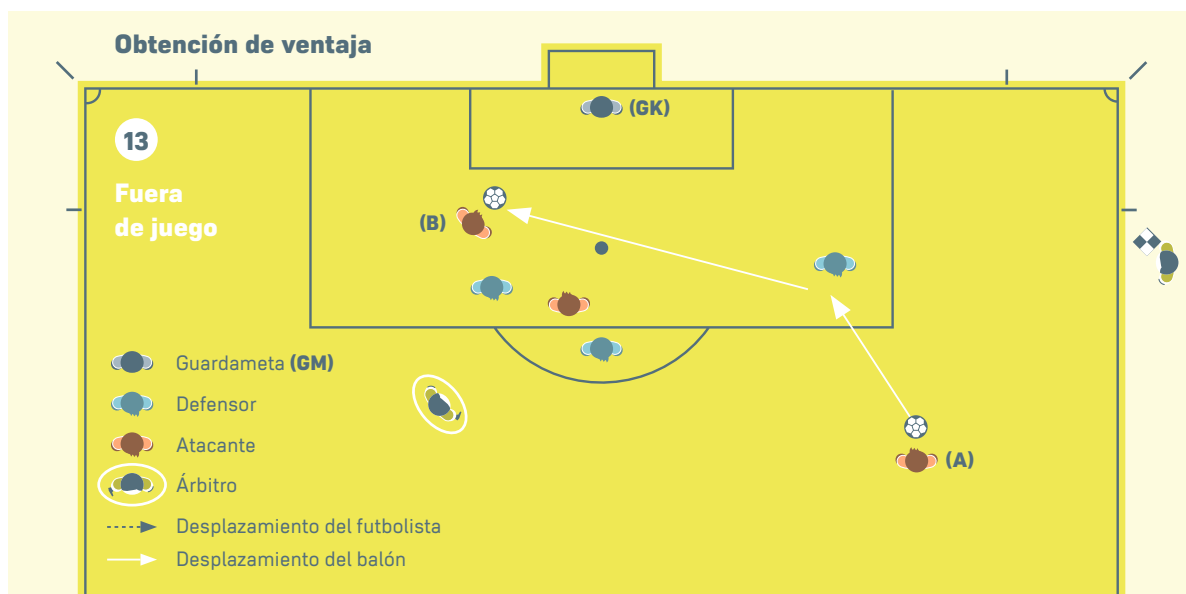 Obtención de ventaja
(GK)
13
Fuera
de juego
(B)
Guardameta (GM)
Defensor
Atacante
(A)
Árbitro
Desplazamiento del futbolista
Desplazamiento del balón